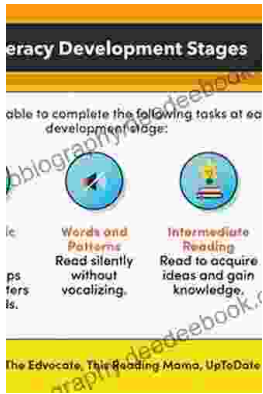 eracy Development Stages
able to complete the following tasks at ea
development stage:
Words and
Patterns
Read silently
without
vocalizing.
Intermediate
Reading
Read to acquire
ideas and gain
knowledge.
ps
ters
ls.
The Edvocate, This Reading Mama, UpToDate